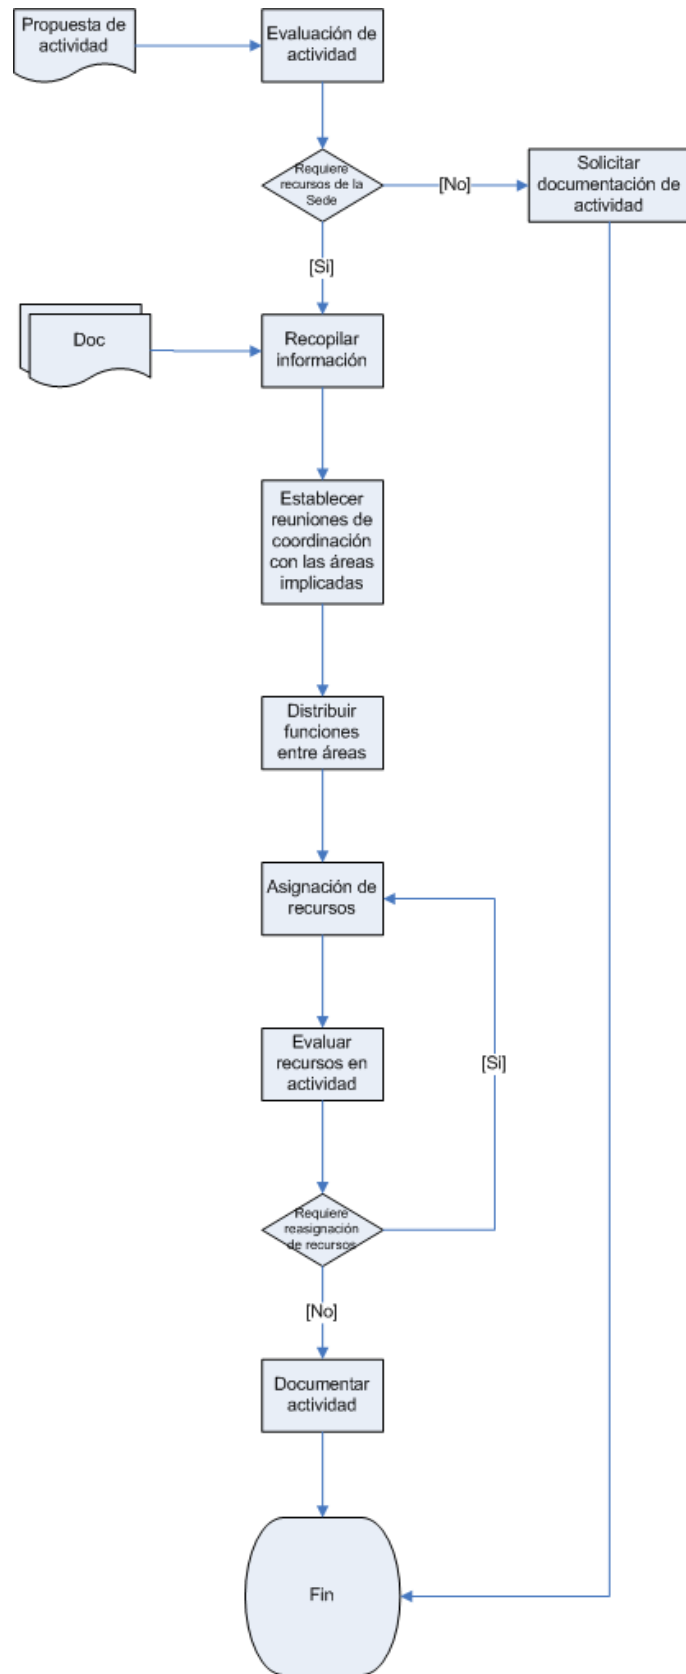 Propuesta de
actividad
Evaluación de
actividad
Requiere
recursos de la
Sede
[No]
Solicitar
documentación de
actividad
[Si]
Doc
Recopilar
información
Establecer
reuniones de
coordinación
con las áreas
implicadas
Distribuir
funciones
entre áreas
Asignación de
recursos
Evaluar
recursos en
actividad
[Si]
Requiere
reasignación
de recursos
[No]
Documentar
actividad
Fin